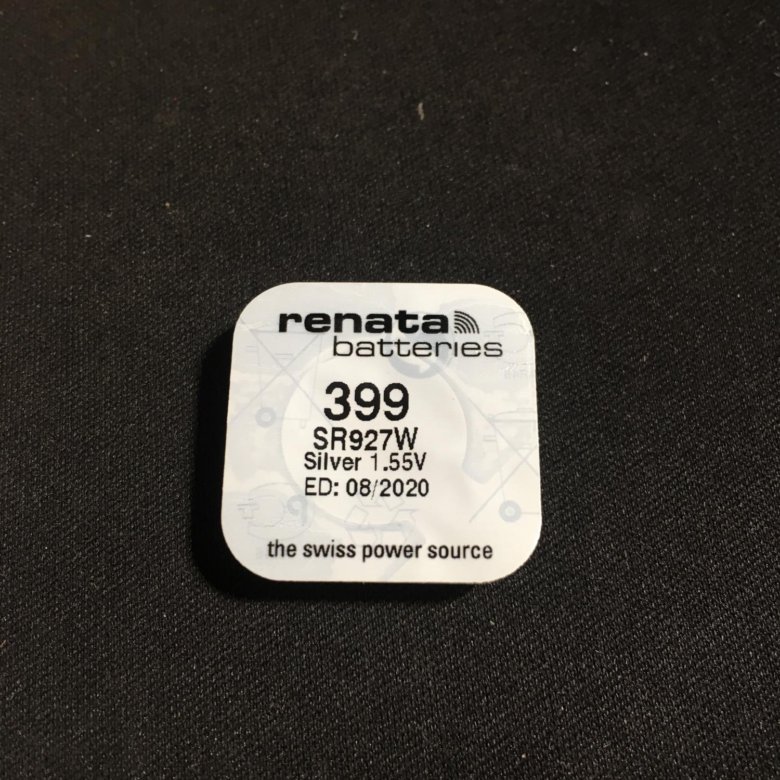 renata
batteries
399
SR927W
Silver 1.55V
ED: 08/2020
the swiss power source